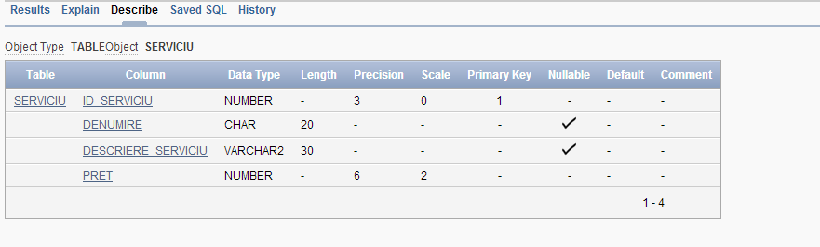 Results Explain Describe Saved SQL History
Object Type TABLE Object SERVICIU
Table Column Data Type Length Precision Scale Primary Key Nullable Default Comment
SERVICIU ID_SERVICIU NUMBER - 3 0 1 - - -
DENUMIRE CHAR 20 - - - ✓ - -
DESCRIERE_SERVICIU VARCHAR2 30 - - - ✓ - -
PRET NUMBER - 6 2 - - - -
1 - 4